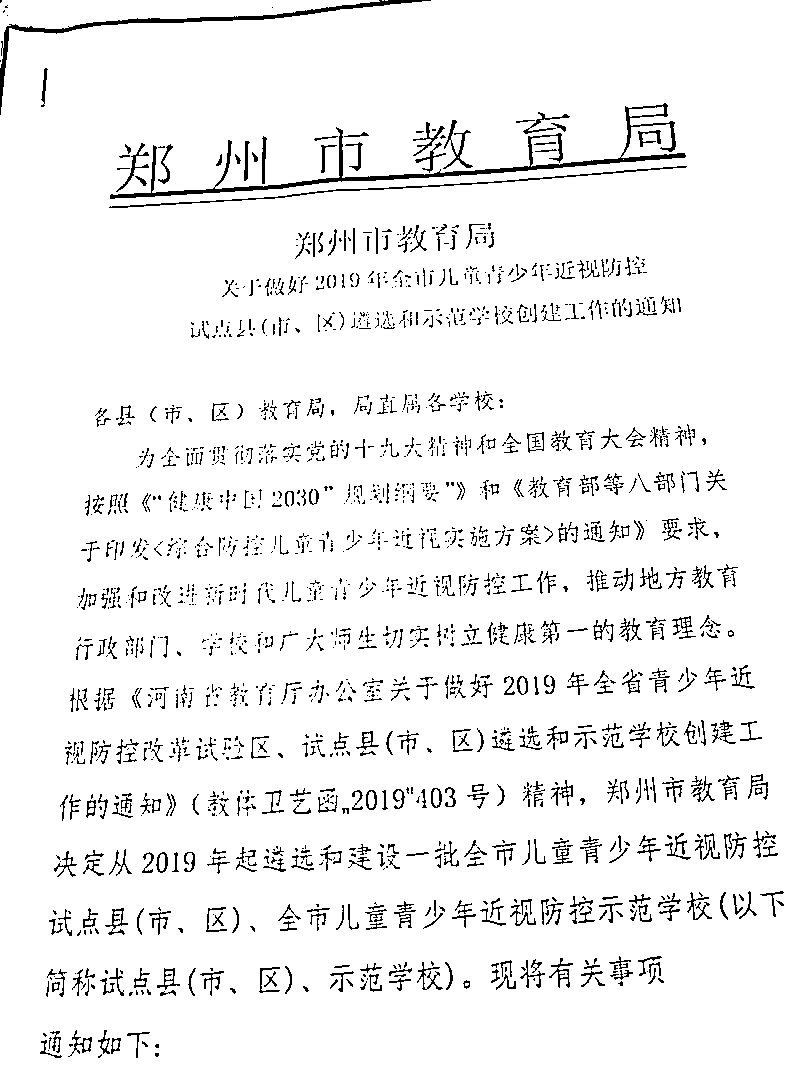 郑州市教育局
郑州市教育局
关于做好2019年全市儿童青少年近视防控
试点县(市、区)遴选和示范学校创建工作的通知
各县（市、区）教育局，局直属各学校：
为全面贯彻落实党的十九大精神和全国教育大会精神，
按照《“健康中国2030”规划纲要”》和《教育部等八部门关
于印发<综合防控儿童青少年近视实施方案>的通知》要求，
加强和改进新时代儿童青少年近视防控工作，推动地方教育
行政部门、学校和广大师生切实树立健康第一的教育理念。
根据《河南省教育厅办公室关于做好2019年全省青少年近
视防控改革试验区、试点县(市、区)遴选和示范学校创建工
作的通知》（教体卫艺函„2019‟403号）精神，郑州市教育局
决定从2019年起遴选和建设一批全市儿童青少年近视防控
试点县(市、区)、全市儿童青少年近视防控示范学校(以下
简称试点县(市、区)、示范学校)。现将有关事项
通知如下：